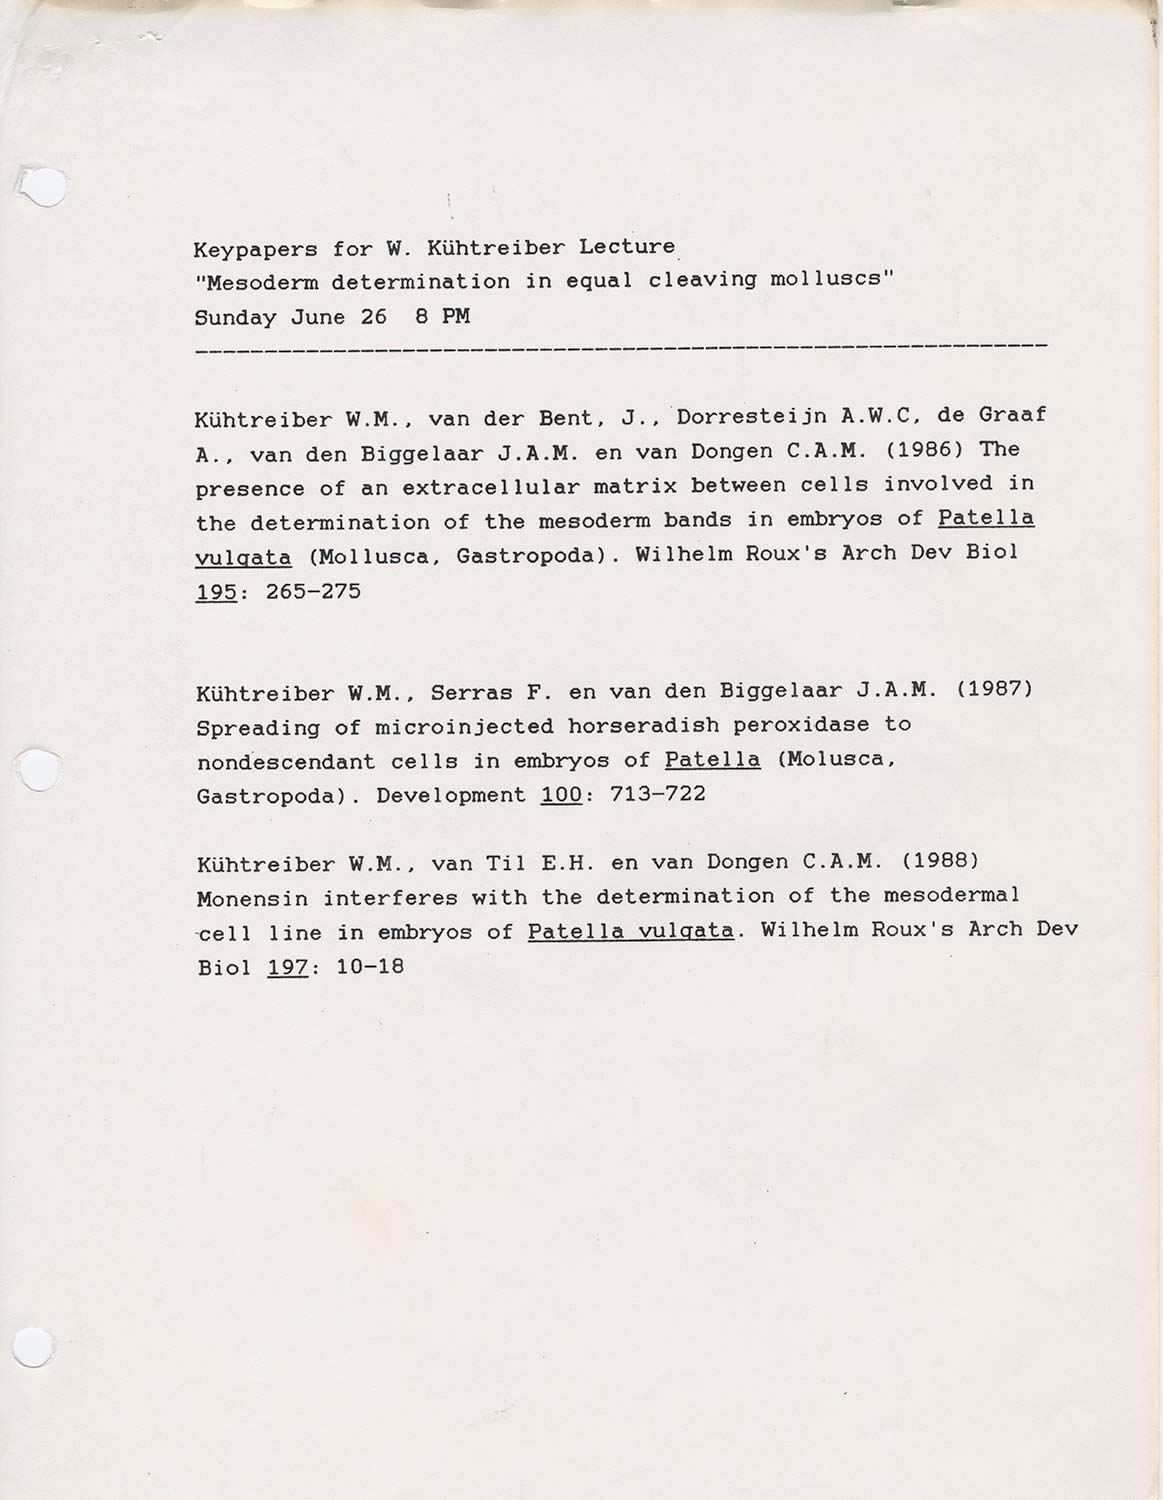 Keypapers for W. Kühtreiber Lecture
"Mesoderm determination in equal cleaving molluscs"
Sunday June 26  8 PM
--------------------------------------------------------------
Kühtreiber W.M., van der Bent, J., Dorresteijn A.W.C, de Graaf
A., van den Biggelaar J.A.M. en van Dongen C.A.M. (1986) The
presence of an extracellular matrix between cells involved in
the determination of the mesoderm bands in embryos of Patella
vulgata (Mollusca, Gastropoda). Wilhelm Roux's Arch Dev Biol
195: 265-275
Kühtreiber W.M., Serras F. en van den Biggelaar J.A.M. (1987)
Spreading of microinjected horseradish peroxidase to
nondescendant cells in embryos of Patella (Molusca,
Gastropoda). Development 100: 713-722
Kühtreiber W.M., van Til E.H. en van Dongen C.A.M. (1988)
Monensin interferes with the determination of the mesodermal
cell line in embryos of Patella vulgata. Wilhelm Roux's Arch Dev
Biol 197: 10-18